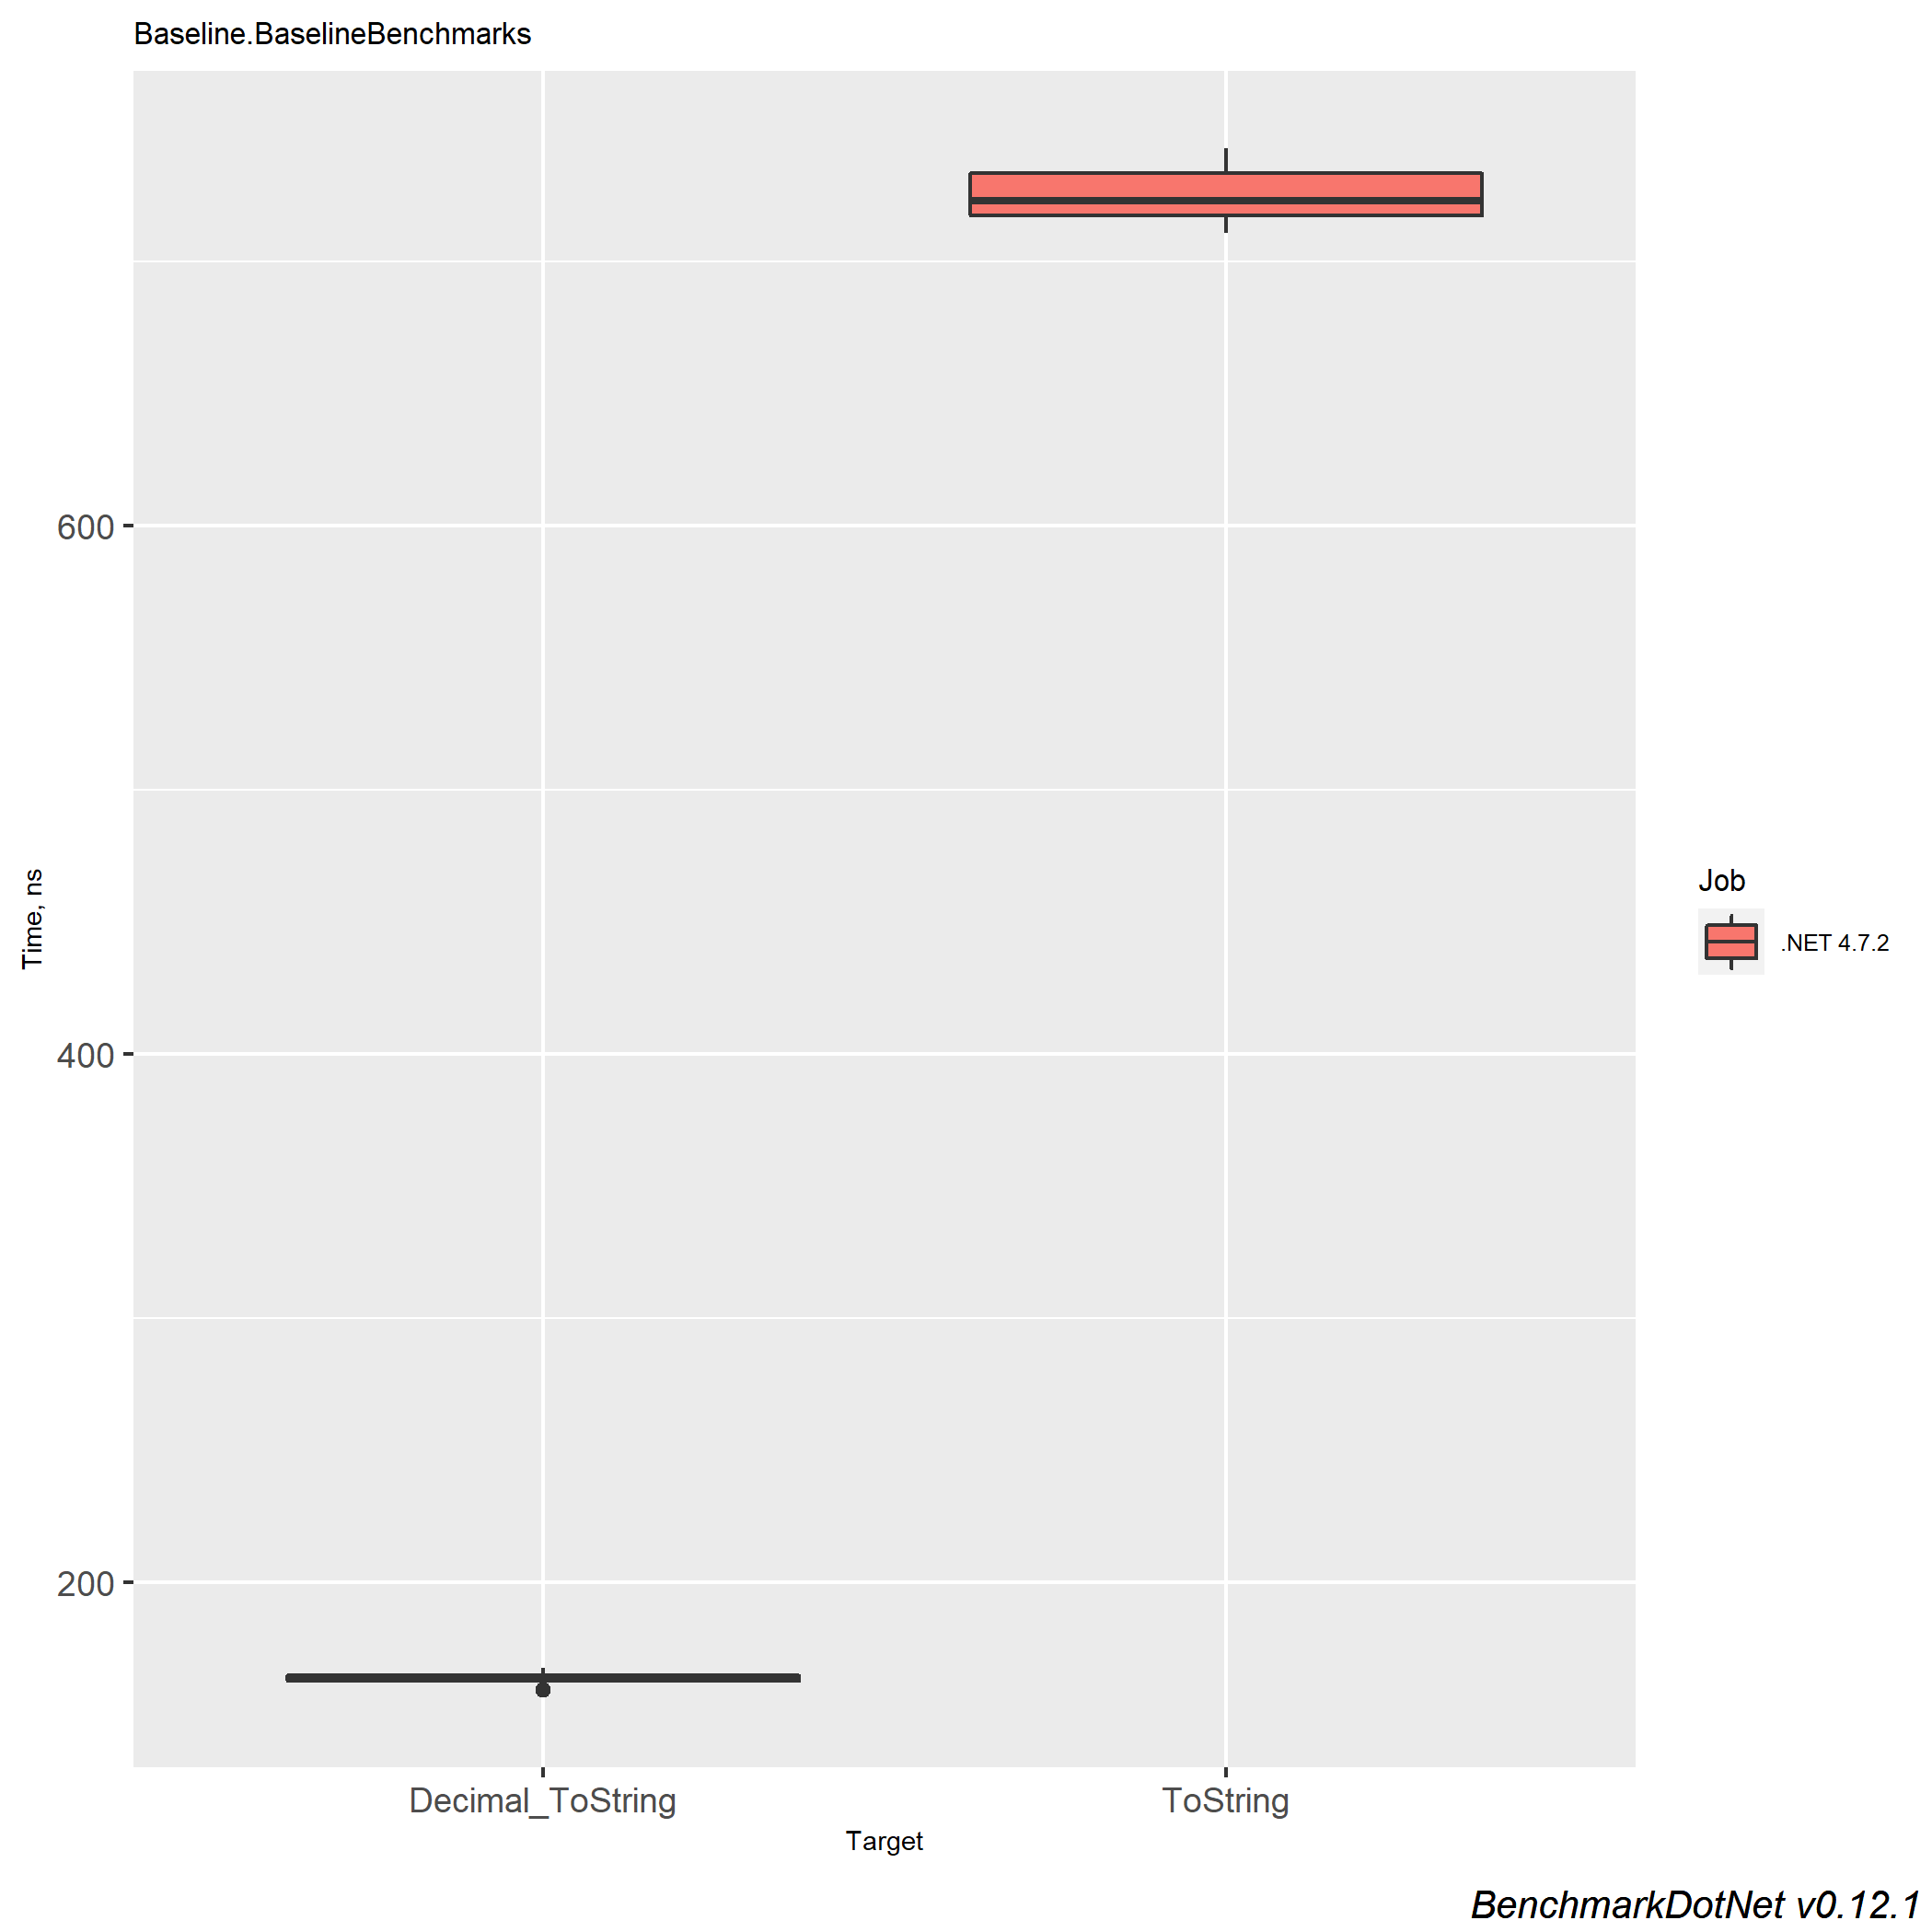 Baseline.BaselineBenchmarks
600
400
200
Time, ns
Decimal_ToString
ToString
Target
Job
.NET 4.7.2
BenchmarkDotNet v0.12.1